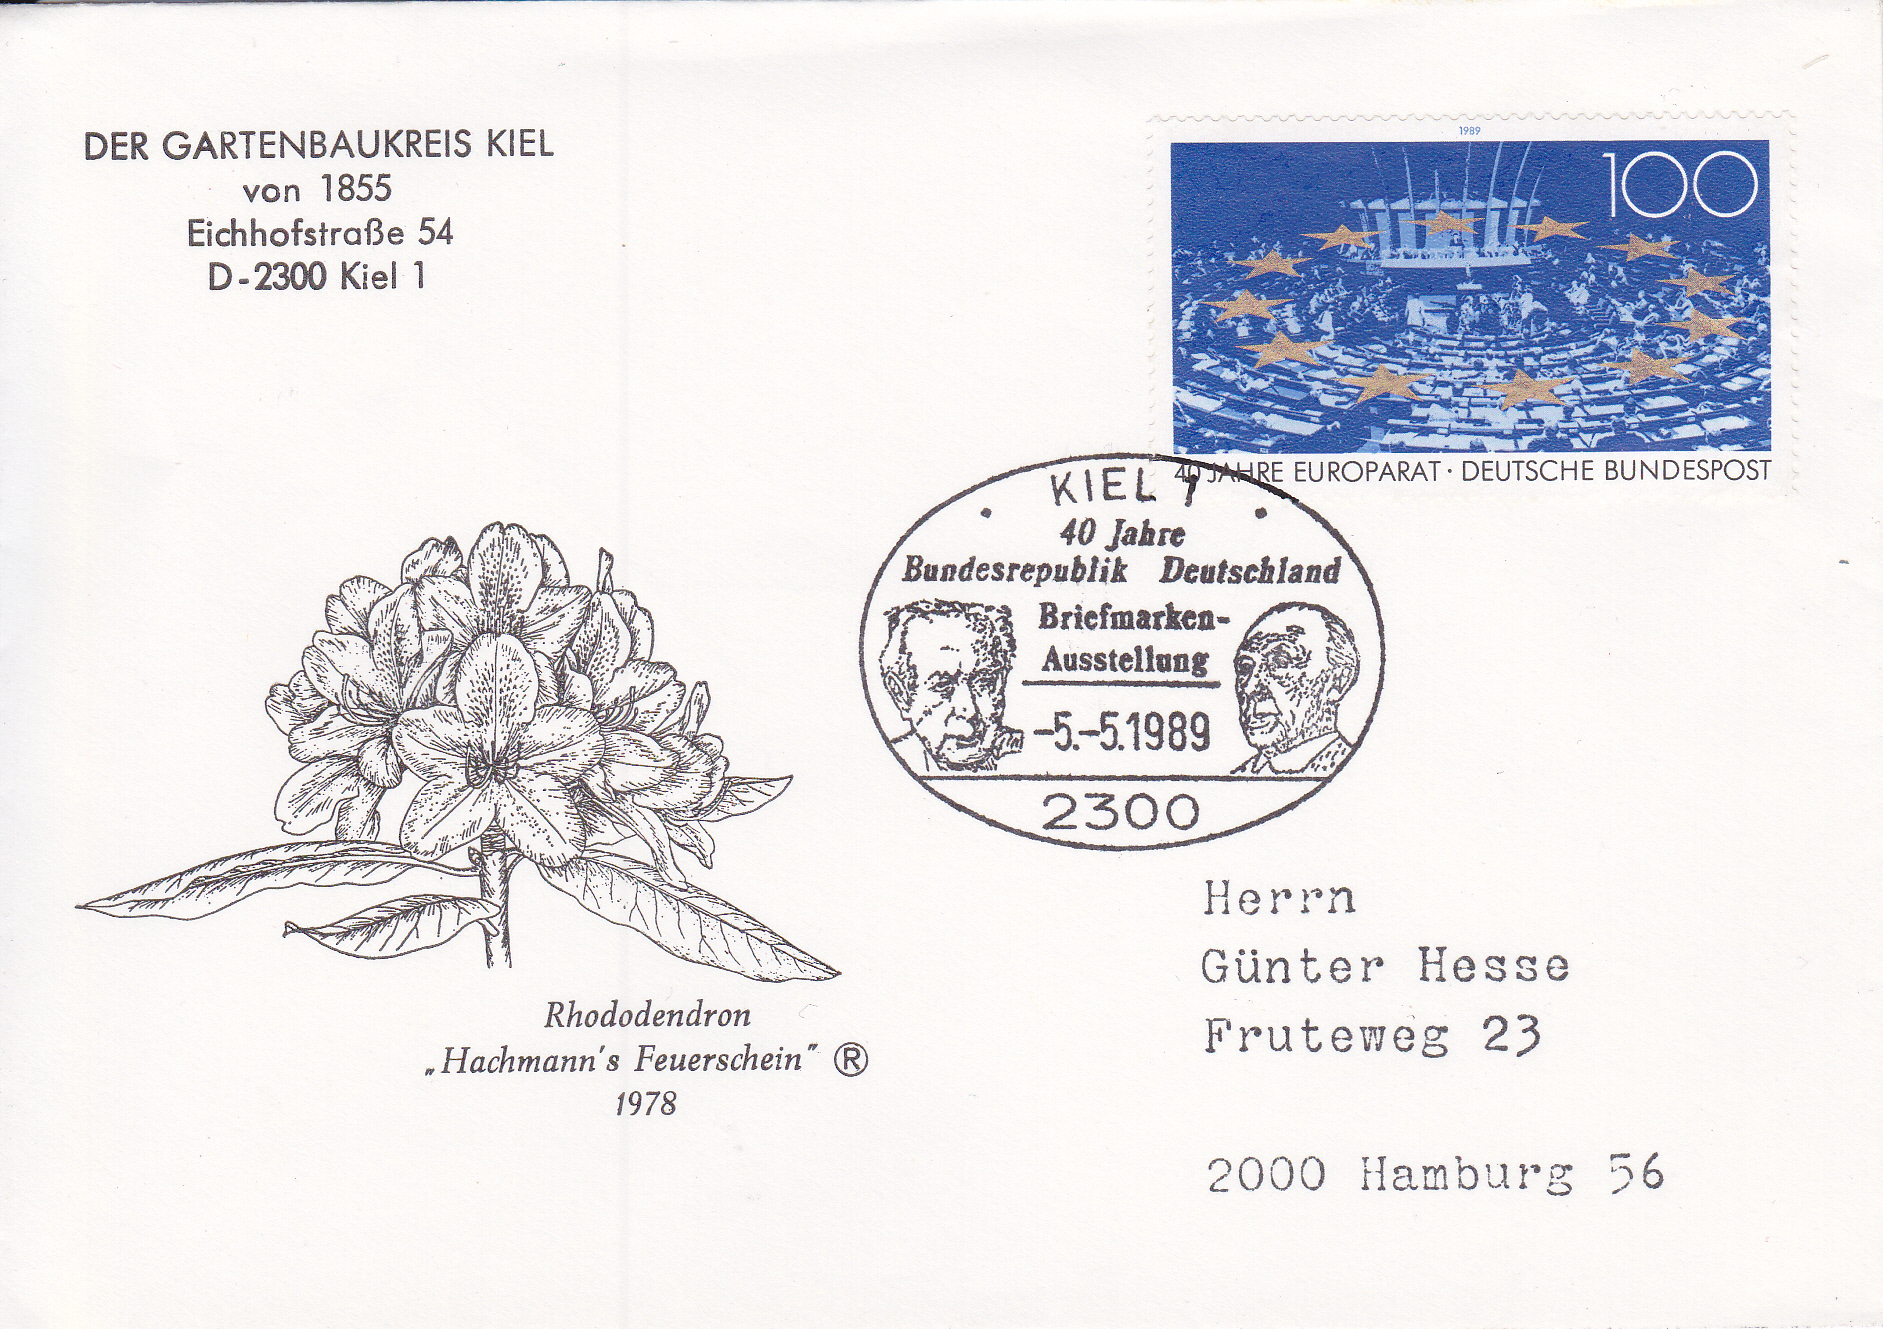 DER GARTENBAUKREIS KIEL
von 1855
Eichhofstraße 54
D-2300 Kiel 1
1989
100
40 JAHRE EUROPARAT · DEUTSCHE BUNDESPOST
KIEL 1
40 Jahre
Bundesrepublik Deutschland
Briefmarken-
Ausstellung
-5.-5.1989
2300
Rhododendron
„Hachmann's Feuerschein" ®
1978
Herrn
Günter Hesse
Fruteweg 23
2000 Hamburg 56